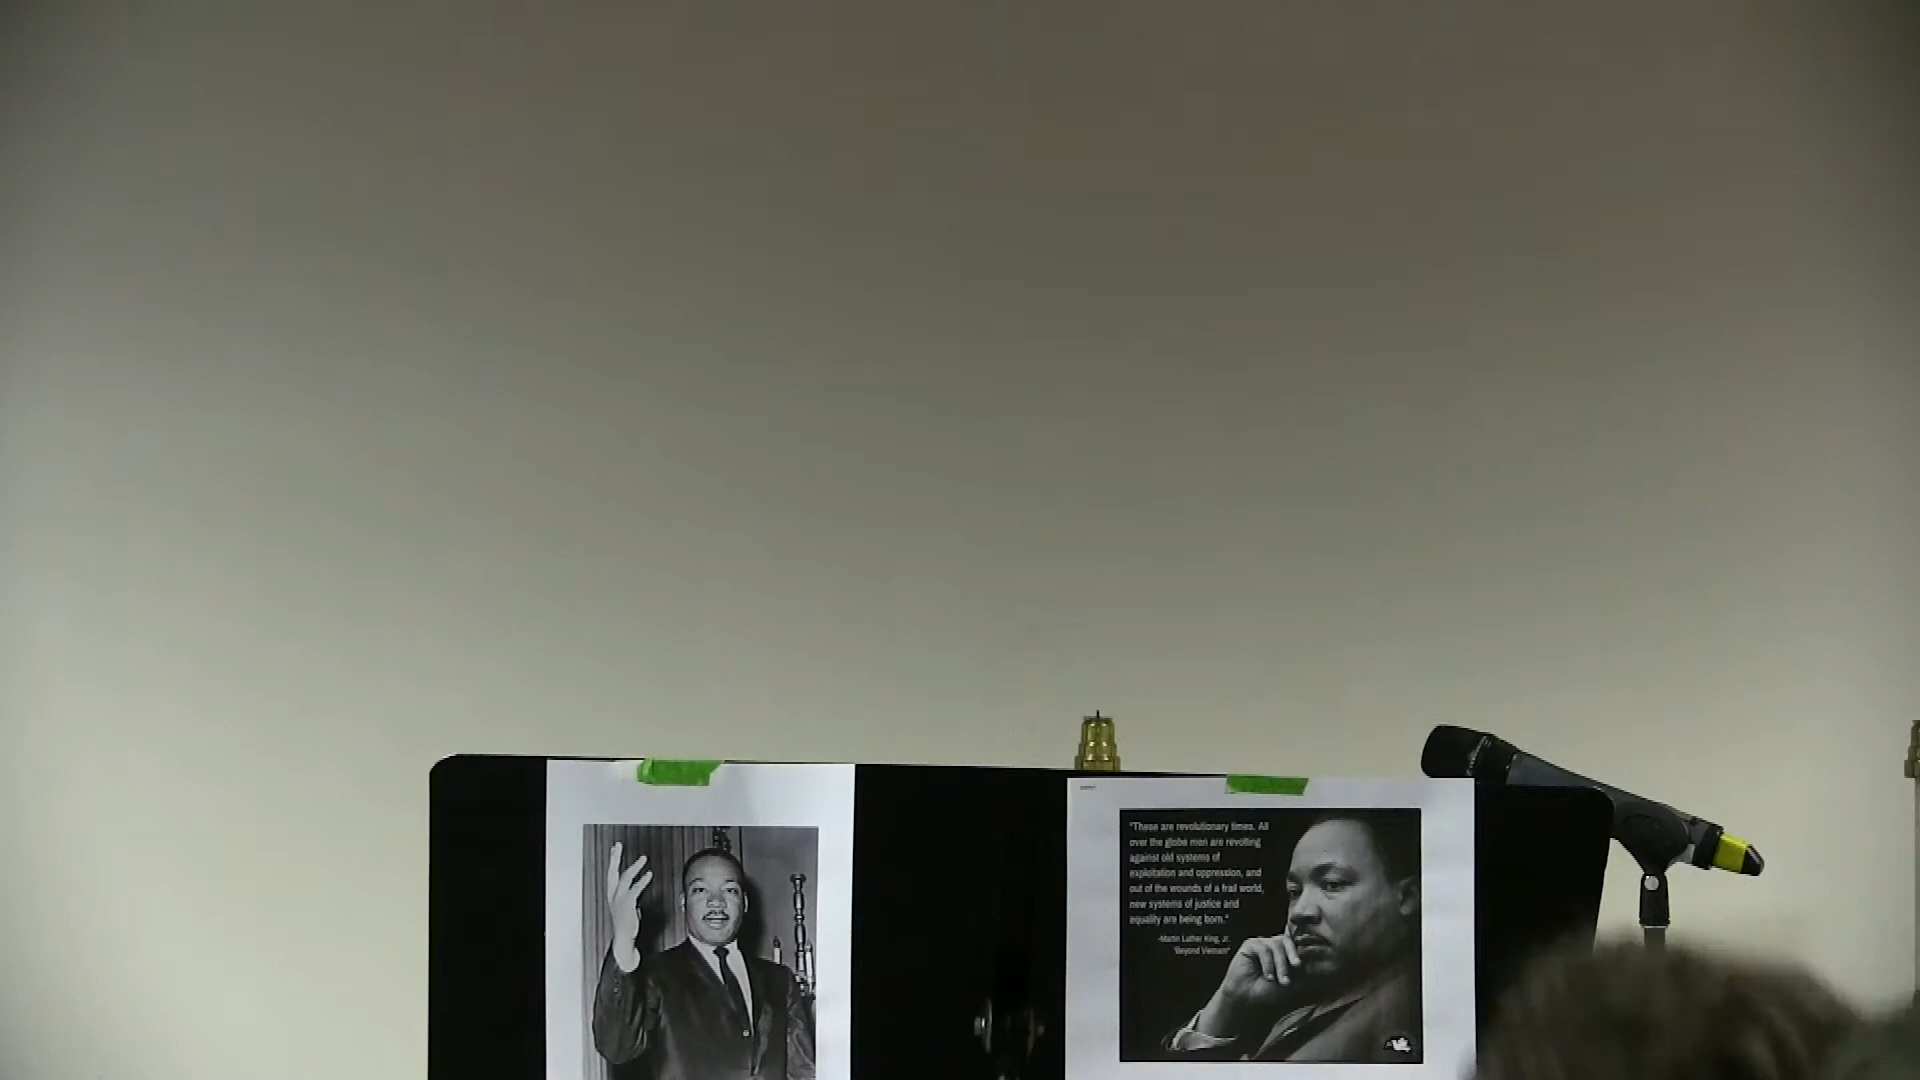 "These are revolutionary times. All
over the globe men are revolting
against old systems of
exploitation and oppression, and
out of the wounds of a frail world,
new systems of justice and
equality are being born."
-Martin Luther King, Jr.
"Beyond Vietnam"